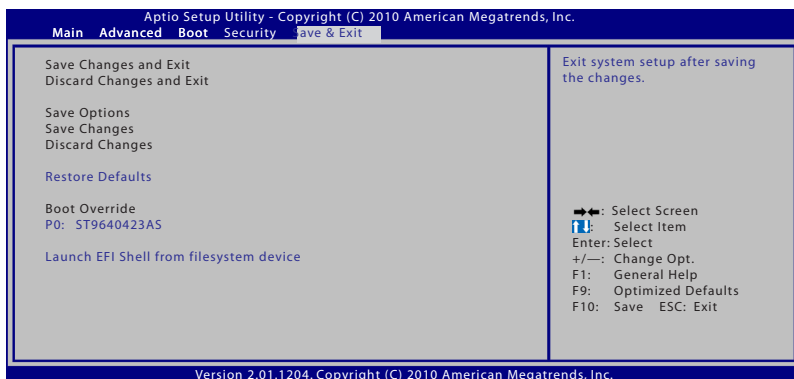 Aptio Setup Utility - Copyright (C) 2010 American Megatrends, Inc.
Main Advanced Boot Security Save & Exit
Save Changes and Exit
Discard Changes and Exit
Save Options
Save Changes
Discard Changes
Restore Defaults
Boot Override
P0: ST9640423AS
Launch EFI Shell from filesystem device
Exit system setup after saving
the changes.
→←: Select Screen
↑↓: Select Item
Enter: Select
+/—: Change Opt.
F1: General Help
F9: Optimized Defaults
F10: Save ESC: Exit
Version 2.01.1204. Copyright (C) 2010 American Megatrends, Inc.